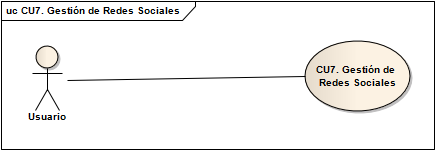 uc CU7. Gestión de Redes Sociales
CU7. Gestión de
Redes Sociales
Usuario